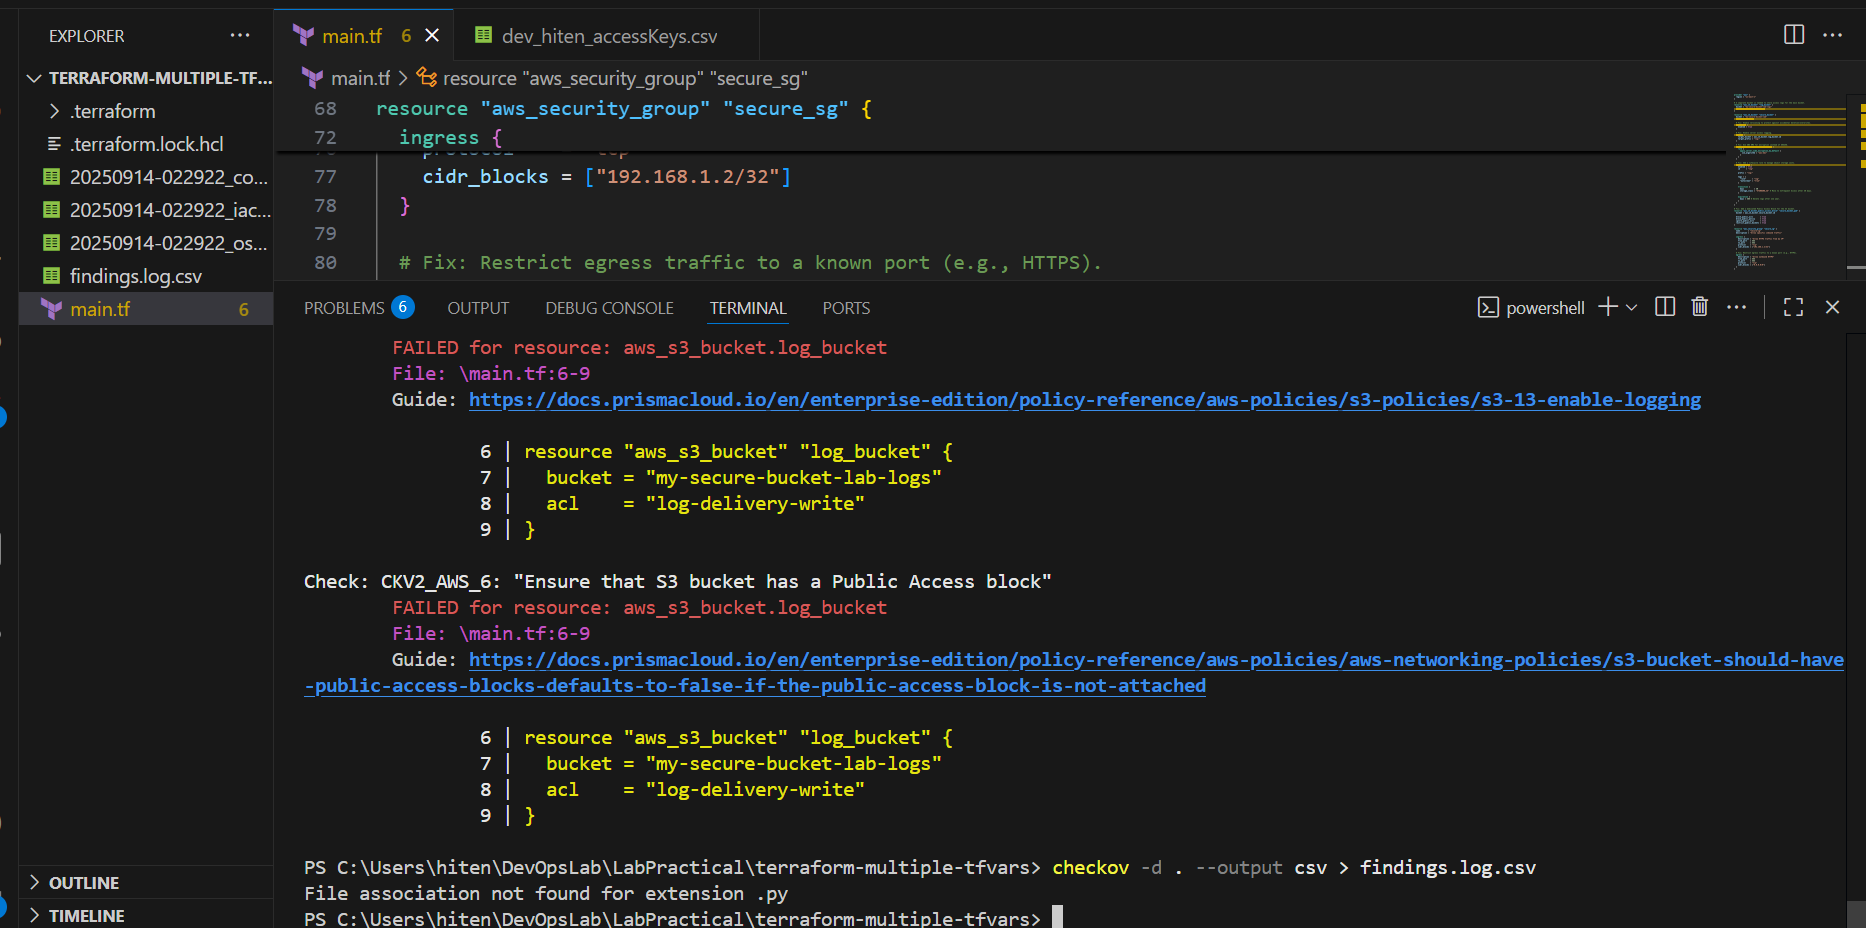 EXPLORER
main.tf 6
dev_hiten_accessKeys.csv
TERRAFORM-MULTIPLE-TF...
.terraform
.terraform.lock.hcl
20250914-022922_co...
20250914-022922_iac...
20250914-022922_os...
findings.log.csv
main.tf 6
OUTLINE
TIMELINE
main.tf > resource "aws_security_group" "secure_sg"
68 resource "aws_security_group" "secure_sg" {
72 ingress {
77 cidr_blocks = ["192.168.1.2/32"]
78 }
79
80 # Fix: Restrict egress traffic to a known port (e.g., HTTPS).
PROBLEMS 6 OUTPUT DEBUG CONSOLE TERMINAL PORTS
powershell
FAILED for resource: aws_s3_bucket.log_bucket
File: \main.tf:6-9
Guide: https://docs.prismacloud.io/en/enterprise-edition/policy-reference/aws-policies/s3-policies/s3-13-enable-logging
6 | resource "aws_s3_bucket" "log_bucket" {
7 | bucket = "my-secure-bucket-lab-logs"
8 | acl = "log-delivery-write"
9 | }
Check: CKV2_AWS_6: "Ensure that S3 bucket has a Public Access block"
FAILED for resource: aws_s3_bucket.log_bucket
File: \main.tf:6-9
Guide: https://docs.prismacloud.io/en/enterprise-edition/policy-reference/aws-policies/aws-networking-policies/s3-bucket-should-have
-public-access-blocks-defaults-to-false-if-the-public-access-block-is-not-attached
6 | resource "aws_s3_bucket" "log_bucket" {
7 | bucket = "my-secure-bucket-lab-logs"
8 | acl = "log-delivery-write"
9 | }
PS C:\Users\hiten\DevOpsLab\LabPractical\terraform-multiple-tfvars> checkov -d . --output csv > findings.log.csv
File association not found for extension .py
PS C:\Users\hiten\DevOpsLab\LabPractical\terraform-multiple-tfvars>